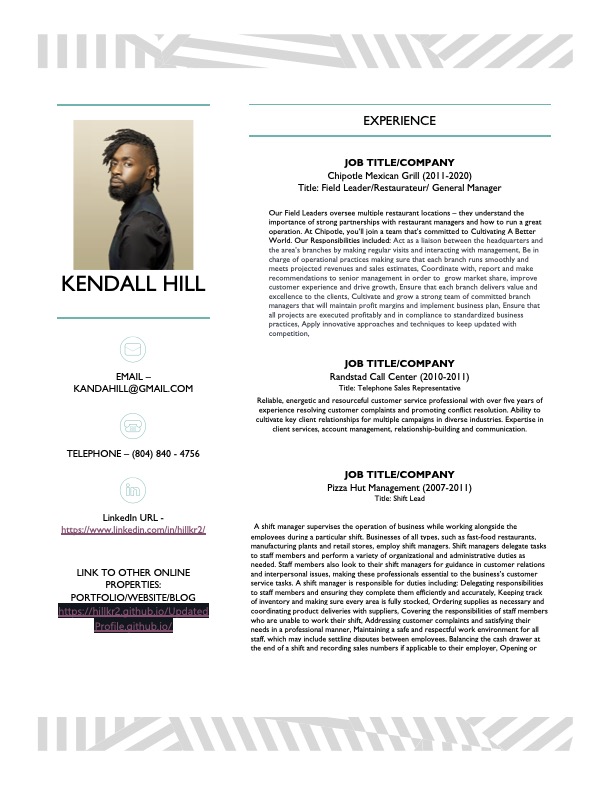 KENDALL HILL
EMAIL –
KANDAHILL@GMAIL.COM
TELEPHONE – (804) 840 - 4756
LinkedIn URL -
https://www.linkedin.com/in/hillkr2/
LINK TO OTHER ONLINE
PROPERTIES:
PORTFOLIO/WEBSITE/BLOG
https://hillkr2.github.io/Updated
Profile.github.io/
EXPERIENCE
JOB TITLE/COMPANY
Chipotle Mexican Grill (2011-2020)
Title: Field Leader/Restaurateur/ General Manager
Our Field Leaders oversee multiple restaurant locations – they understand the
importance of strong partnerships with restaurant managers and how to run a great
operation. At Chipotle, you'll join a team that's committed to Cultivating A Better
World. Our Responsibilities included: Act as a liaison between the headquarters and
the area's branches by making regular visits and interacting with management, Be in
charge of operational practices making sure that each branch runs smoothly and
meets projected revenues and sales estimates, Coordinate with, report and make
recommendations to senior management in order to grow market share, improve
customer experience and drive growth, Ensure that each branch delivers value and
excellence to the clients, Cultivate and grow a strong team of committed branch
managers that will maintain profit margins and implement business plan, Ensure that
all projects are executed profitably and in compliance to standardized business
practices, Apply innovative approaches and techniques to keep updated with
competition,
JOB TITLE/COMPANY
Randstad Call Center (2010-2011)
Title: Telephone Sales Representative
Reliable, energetic and resourceful customer service professional with over five years of
experience resolving customer complaints and promoting conflict resolution. Ability to
cultivate key client relationships for multiple campaigns in diverse industries. Expertise in
client services, account management, relationship-building and communication.
JOB TITLE/COMPANY
Pizza Hut Management (2007-2011)
Title: Shift Lead
A shift manager supervises the operation of business while working alongside the
employees during a particular shift. Businesses of all types, such as fast-food restaurants,
manufacturing plants and retail stores, employ shift managers. Shift managers delegate tasks
to staff members and perform a variety of organizational and administrative duties as
needed. Staff members also look to their shift managers for guidance in customer relations
and interpersonal issues, making these professionals essential to the business's customer
service tasks. A shift manager is responsible for duties including: Delegating responsibilities
to staff members and ensuring they complete them efficiently and accurately, Keeping track
of inventory and making sure every area is fully stocked, Ordering supplies as necessary and
coordinating product deliveries with suppliers, Covering the responsibilities of staff members
who are unable to work their shift, Addressing customer complaints and satisfying their
needs in a professional manner, Maintaining a safe and respectful work environment for all
staff, which may include settling disputes between employees, Balancing the cash drawer at
the end of a shift and recording sales numbers if applicable to their employer, Opening or